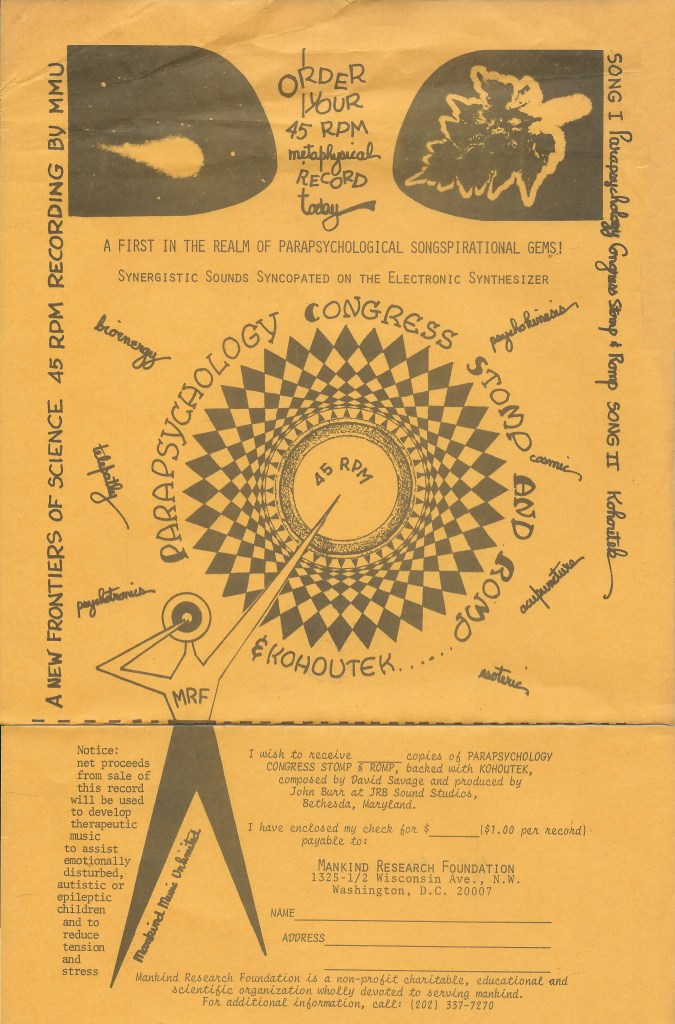 A NEW FRONTIERS OF SCIENCE 45 RPM RECORDING BY MMU
ORDER
YOUR
45 RPM
metaphysical
RECORD
today
SONG I Parapsychology Congress Stomp & Romp SONG II Kohoutek
A FIRST IN THE REALM OF PARAPSYCHOLOGICAL SONGSPIRATIONAL GEMS!
SYNERGISTIC SOUNDS SYNCOPATED ON THE ELECTRONIC SYNTHESIZER
bioenergy
psychokinesis
telepathy
cosmic
psychotronics
acupuncture
esoteric
PARAPSYCHOLOGY CONGRESS STOMP AND ROMP
& KOHOUTEK......
45 RPM
MRF
Mankind Music Unlimited
Notice:
net proceeds
from sale of
this record
will be used
to develop
therapeutic
music
to assist
emotionally
disturbed,
autistic or
epileptic
children
and to
reduce
tension
and
stress
I wish to receive ______ copies of PARAPSYCHOLOGY
CONGRESS STOMP & ROMP, backed with KOHOUTEK,
composed by David Savage and produced by
John Burr at JRB Sound Studios,
Bethesda, Maryland.
I have enclosed my check for $_______($1.00 per record)
payable to:
MANKIND RESEARCH FOUNDATION
1325-1/2 Wisconsin Ave., N.W.
Washington, D.C. 20007
NAME
ADDRESS
Mankind Research Foundation is a non-profit charitable, educational and
scientific organization wholly devoted to serving mankind.
For additional information, call: (202) 337-7270